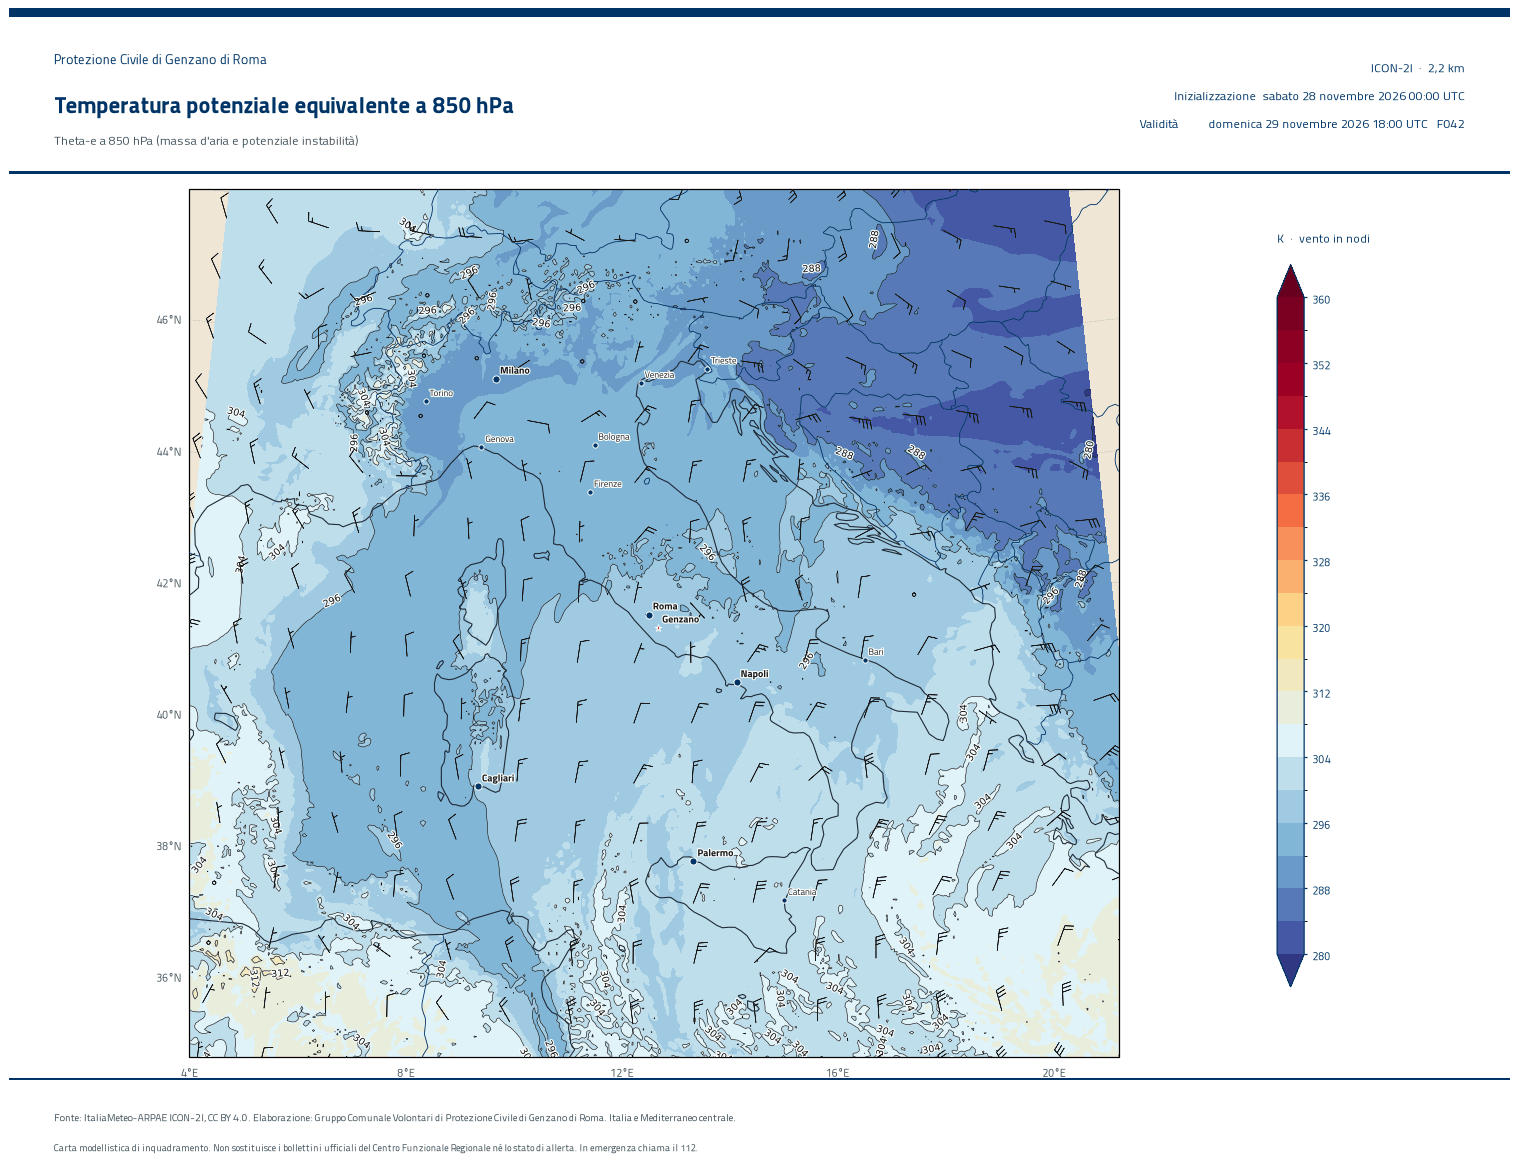 Protezione Civile di Genzano di Roma
Temperatura potenziale equivalente a 850 hPa
Theta-e a 850 hPa (massa d'aria e potenziale instabilità)
ICON-2I · 2,2 km
Inizializzazione sabato 28 novembre 2026 00:00 UTC
Validità domenica 29 novembre 2026 18:00 UTC F042
K · vento in nodi
360
352
344
336
328
320
312
304
296
288
280
46°N
44°N
42°N
40°N
38°N
36°N
4°E
8°E
12°E
16°E
20°E
Milano
Torino
Venezia
Trieste
Genova
Bologna
Firenze
Roma
Genzano
Napoli
Bari
Cagliari
Palermo
Catania
Fonte: ItaliaMeteo-ARPAE ICON-2I, CC BY 4.0. Elaborazione: Gruppo Comunale Volontari di Protezione Civile di Genzano di Roma. Italia e Mediterraneo centrale.
Carta modellistica di inquadramento. Non sostituisce i bollettini ufficiali del Centro Funzionale Regionale né lo stato di allerta. In emergenza chiama il 112.